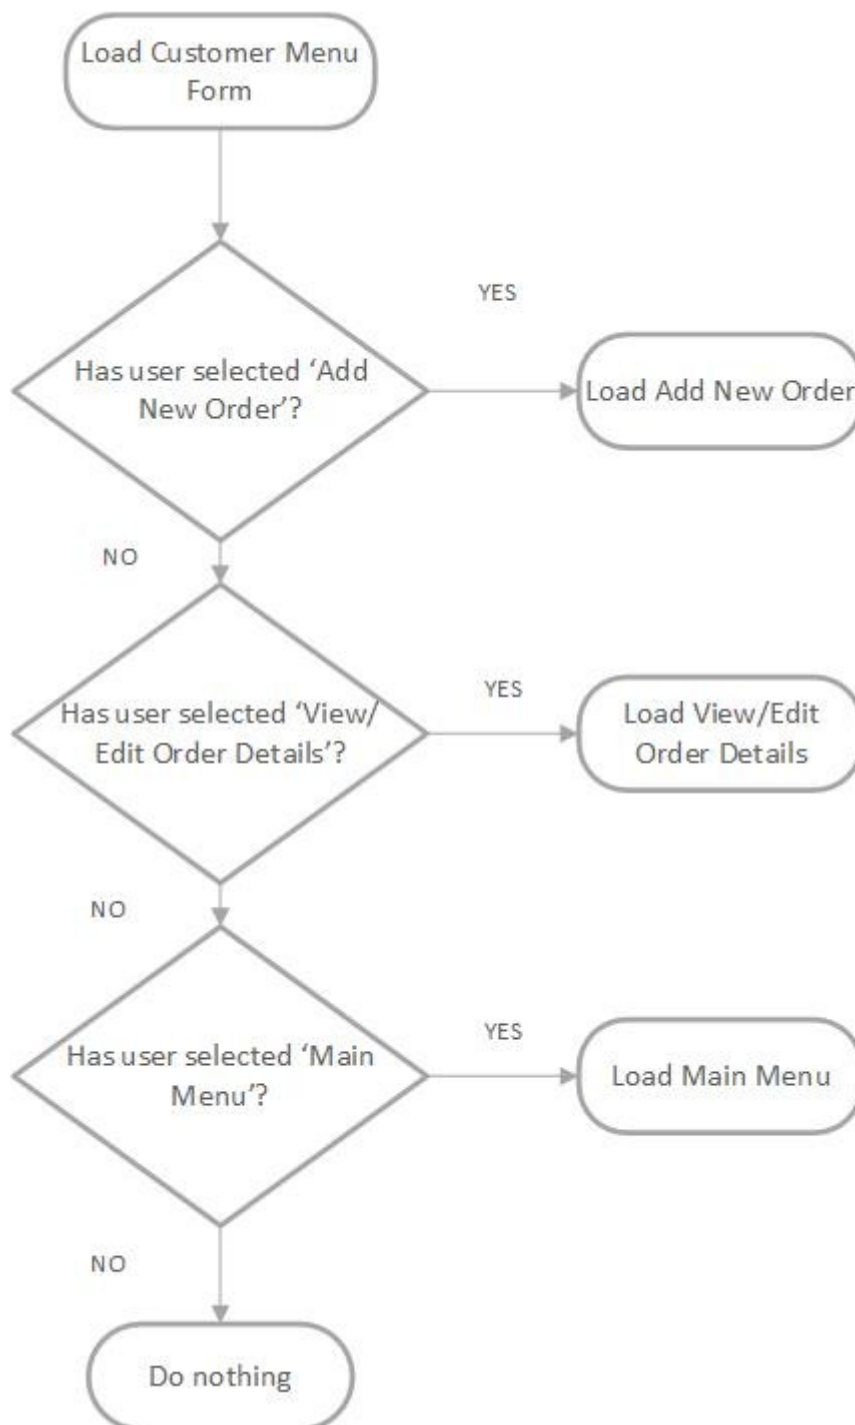 Load Customer Menu
Form
YES
Has user selected ‘Add
New Order’?
Load Add New Order
NO
Has user selected ‘View/
Edit Order Details’?
YES
Load View/Edit
Order Details
NO
Has user selected ‘Main
Menu’?
YES
Load Main Menu
NO
Do nothing